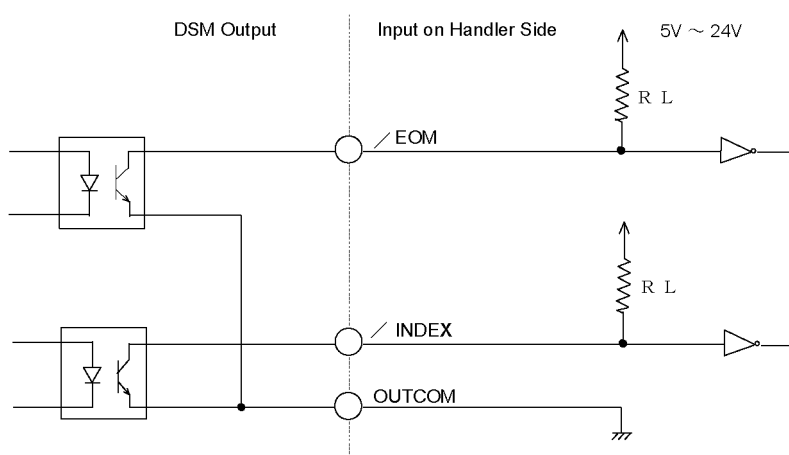 DSM Output
Input on Handler Side
5V ～ 24V
R L
/ EOM
R L
/ INDEX
OUTCOM